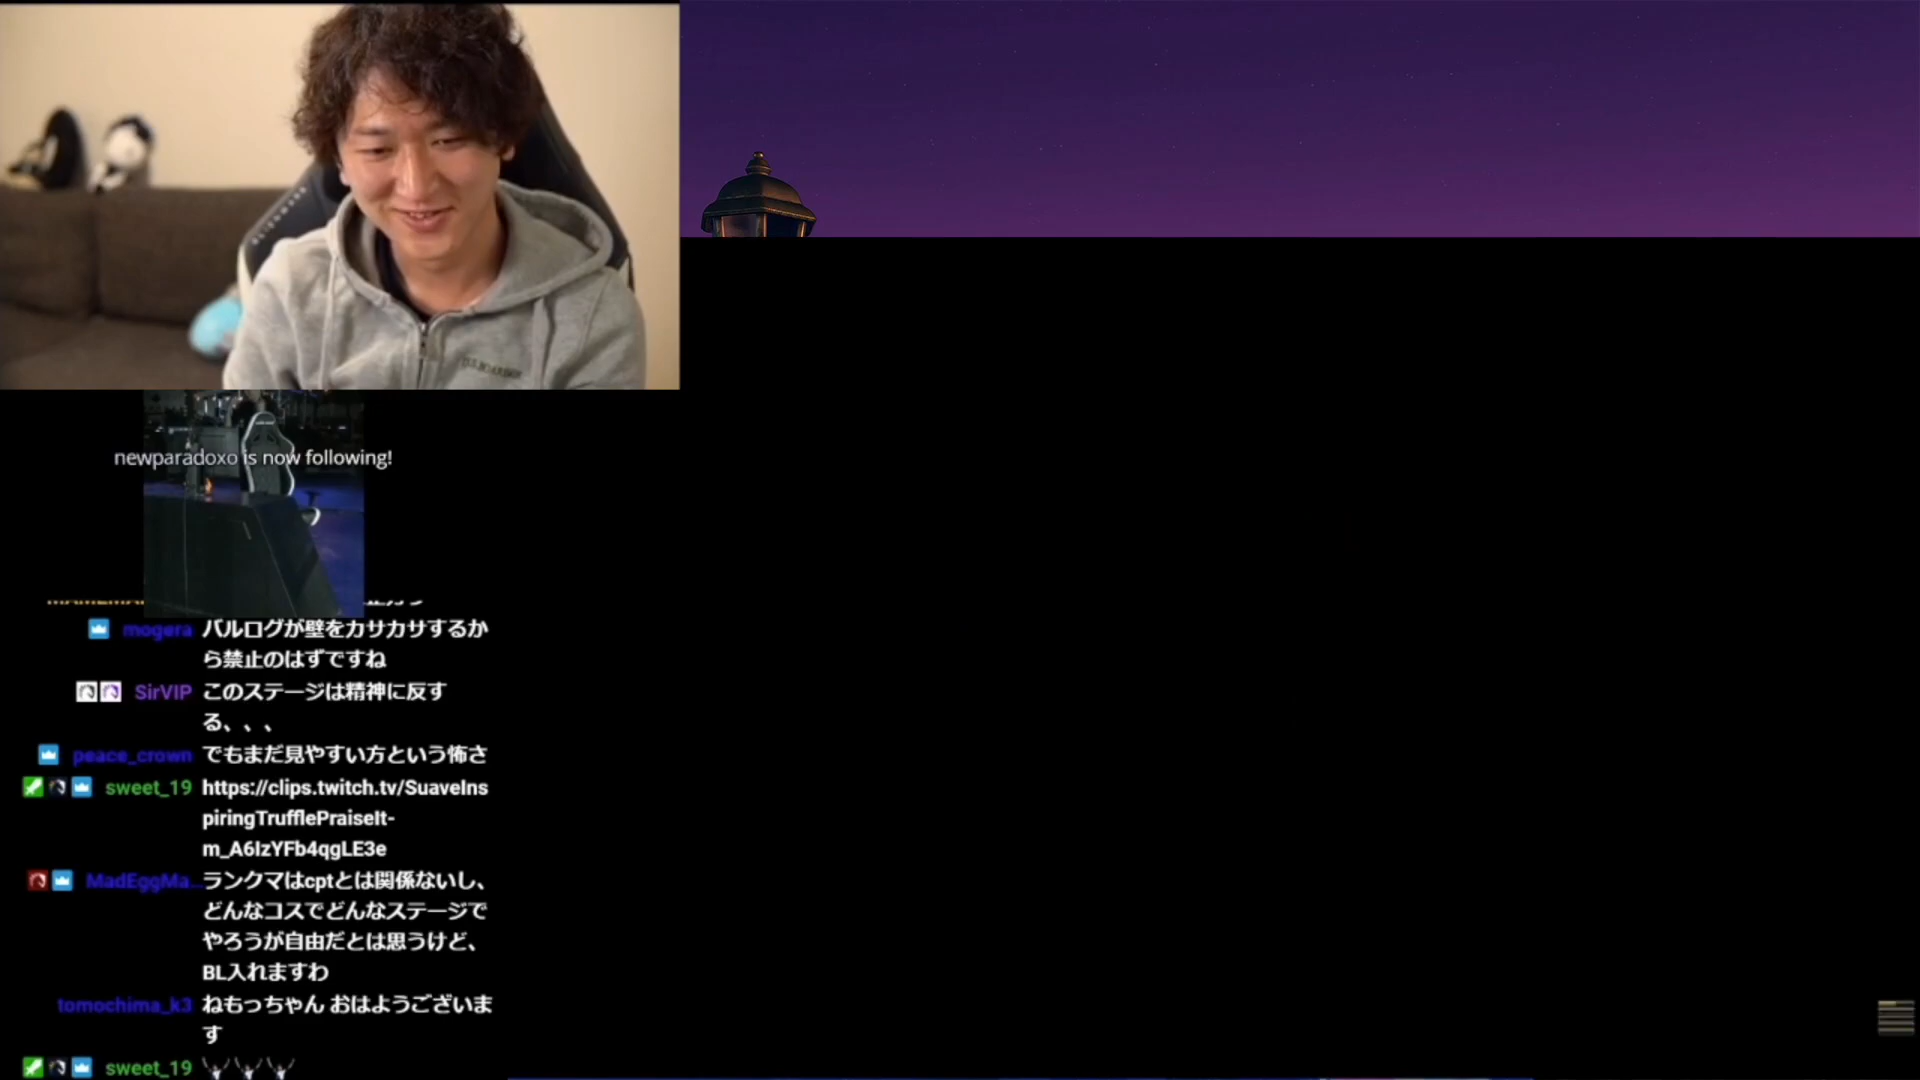 newparadoxo is now following!
mogera バルログが壁をカサカサするか
ら禁止のはずですね
SirVIP このステージは精神に反す
る、、、
peace_crown でもまだ見やすい方という怖さ
sweet_19 https://clips.twitch.tv/SuaveIns
piringTrufflePraiseIt-
m_A6IzYFb4qgLE3e
MadEggMa... ランクマはcptとは関係ないし、
どんなコスでどんなステージで
やろうが自由だとは思うけど、
BL入れますわ
tomochima_k3 ねもっちゃん おはようございま
す
sweet_19